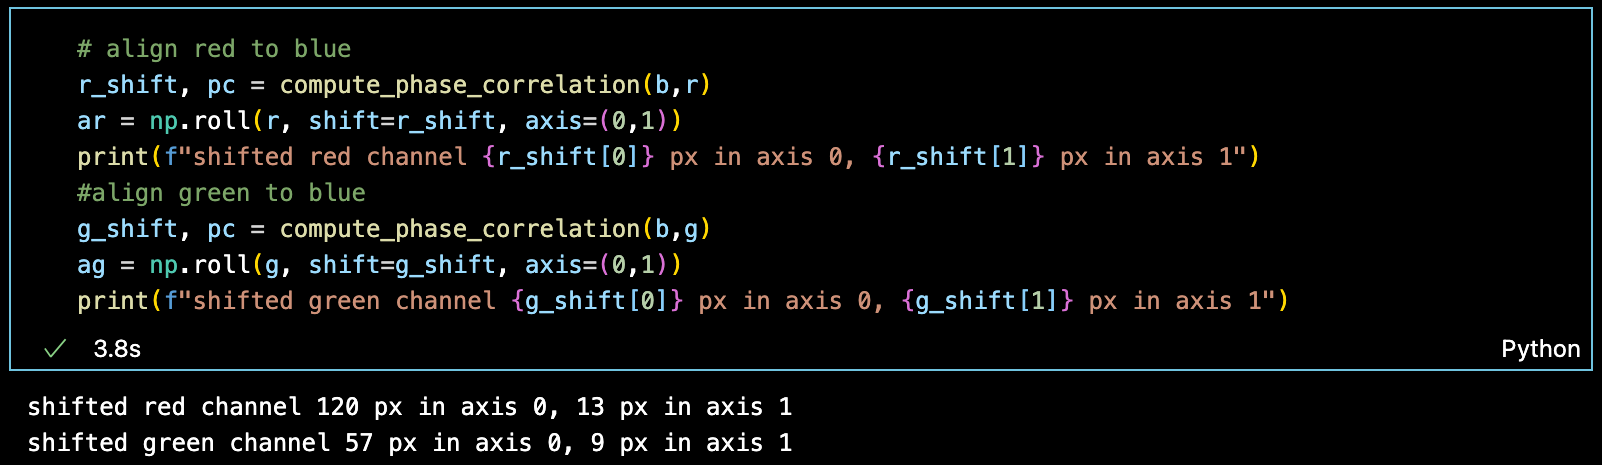 # align red to blue
r_shift, pc = compute_phase_correlation(b,r)
ar = np.roll(r, shift=r_shift, axis=(0,1))
print(f"shifted red channel {r_shift[0]} px in axis 0, {r_shift[1]} px in axis 1")
#align green to blue
g_shift, pc = compute_phase_correlation(b,g)
ag = np.roll(g, shift=g_shift, axis=(0,1))
print(f"shifted green channel {g_shift[0]} px in axis 0, {g_shift[1]} px in axis 1")
✓ 3.8s Python
shifted red channel 120 px in axis 0, 13 px in axis 1
shifted green channel 57 px in axis 0, 9 px in axis 1